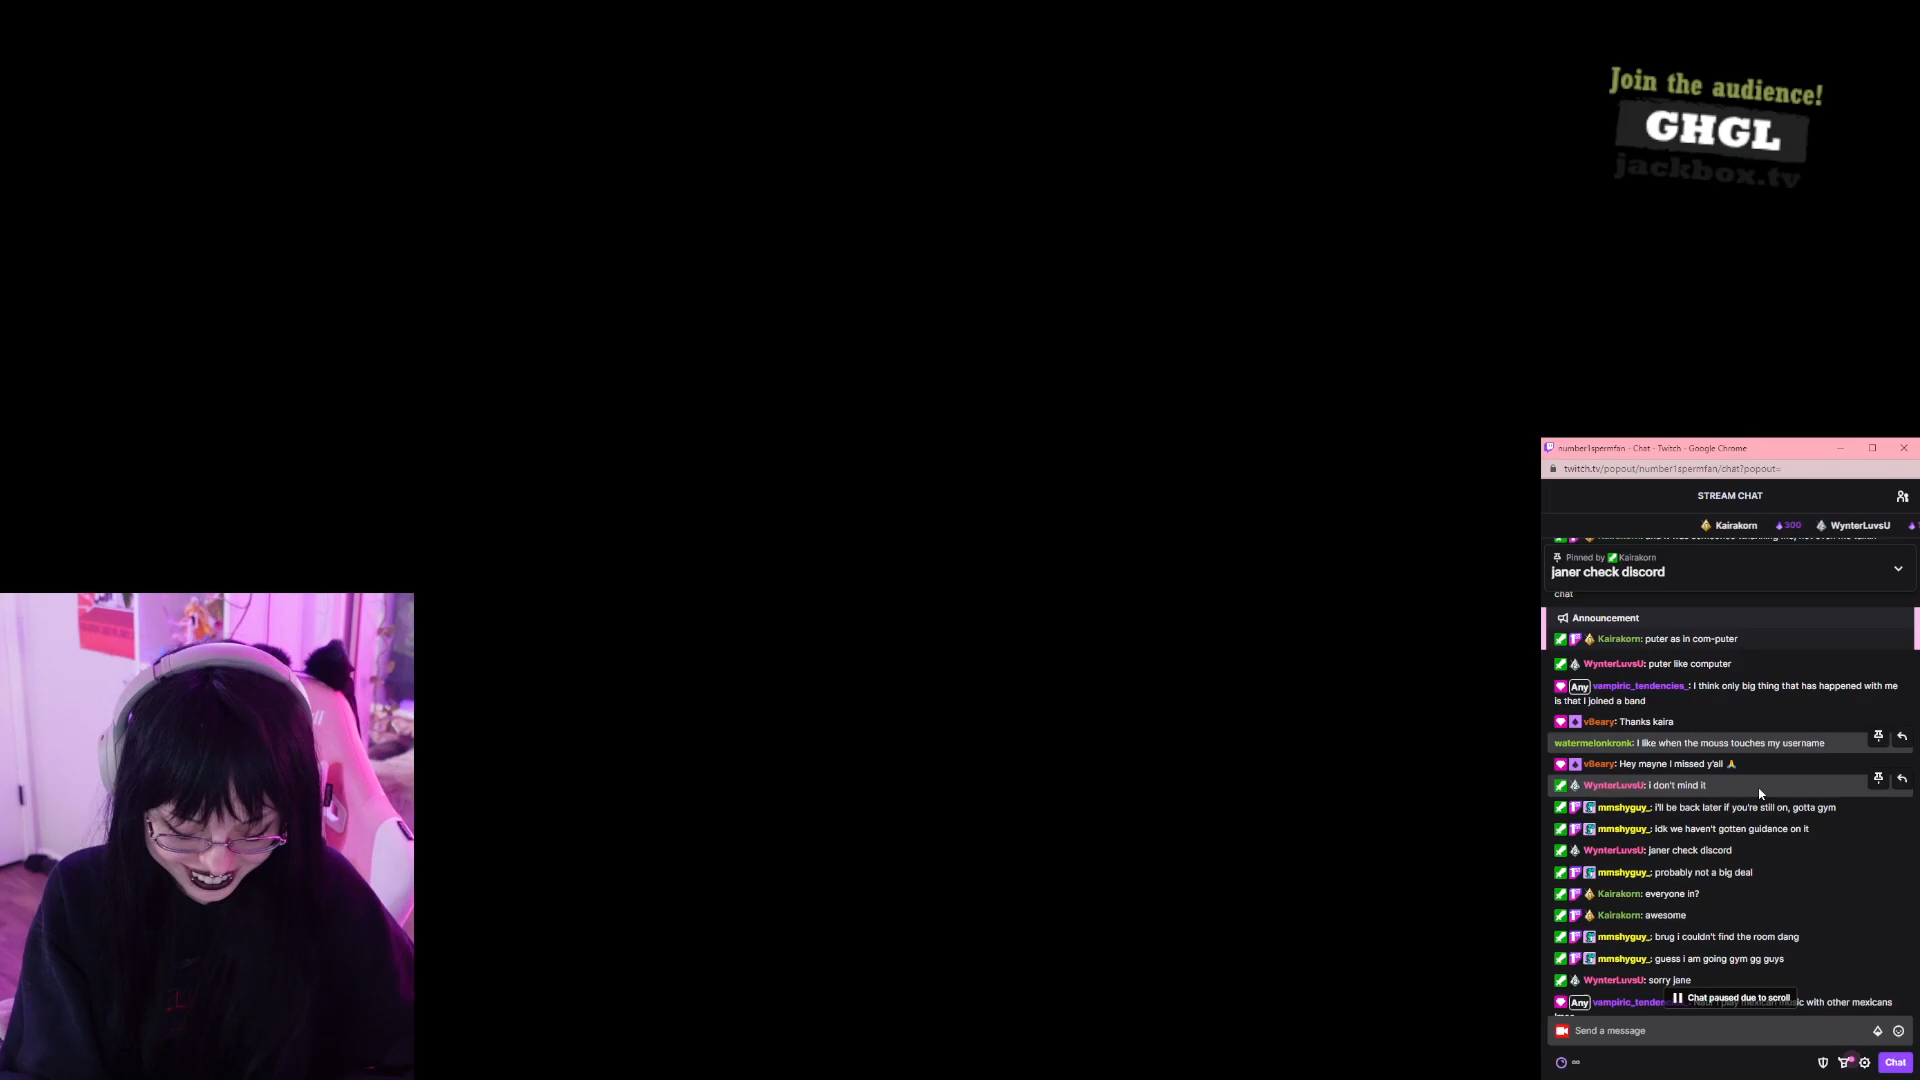 Join the audience!
GHGL
jackbox.tv
number1spermfan - Chat - Twitch - Google Chrome
twitch.tv/popout/number1spermfan/chat?popout=
STREAM CHAT
Kairakorn 300 WynterLuvsU
Pinned by Kairakorn
janer check discord
chat
Announcement
Kairakorn: puter as in com-puter
WynterLuvsU: puter like computer
Any vampiric_tendencies_: I think only big thing that has happened with me
is that I joined a band
vBeary: Thanks kaira
watermelonkronk: I like when the mouss touches my username
vBeary: Hey mayne I missed y'all 🙏
WynterLuvsU: i don't mind it
mmshyguy_: i'll be back later if you're still on, gotta gym
mmshyguy_: idk we haven't gotten guidance on it
WynterLuvsU: janer check discord
mmshyguy_: probably not a big deal
Kairakorn: everyone in?
Kairakorn: awesome
mmshyguy_: brug i couldn't find the room dang
mmshyguy_: guess i am going gym gg guys
WynterLuvsU: sorry jane
Chat paused due to scroll
Any with other mexicans
Send a message
Chat